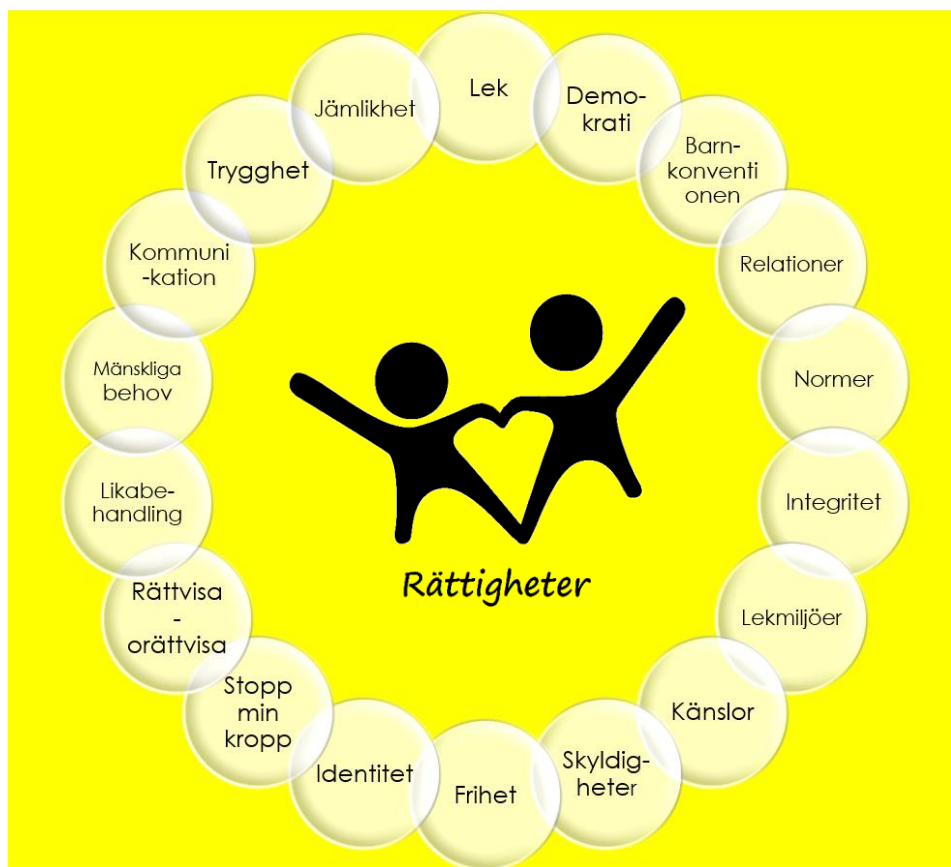 Lek
Demo-
krati
Barn-
konventi
onen
Relationer
Normer
Integritet
Lekmiljöer
Känslor
Skyldig-
heter
Frihet
Identitet
Stopp
min
kropp
Rättvisa
-
orättvisa
Likabe-
handling
Mänskliga
behov
Kommuni
-kation
Trygghet
Jämlikhet
Rättigheter